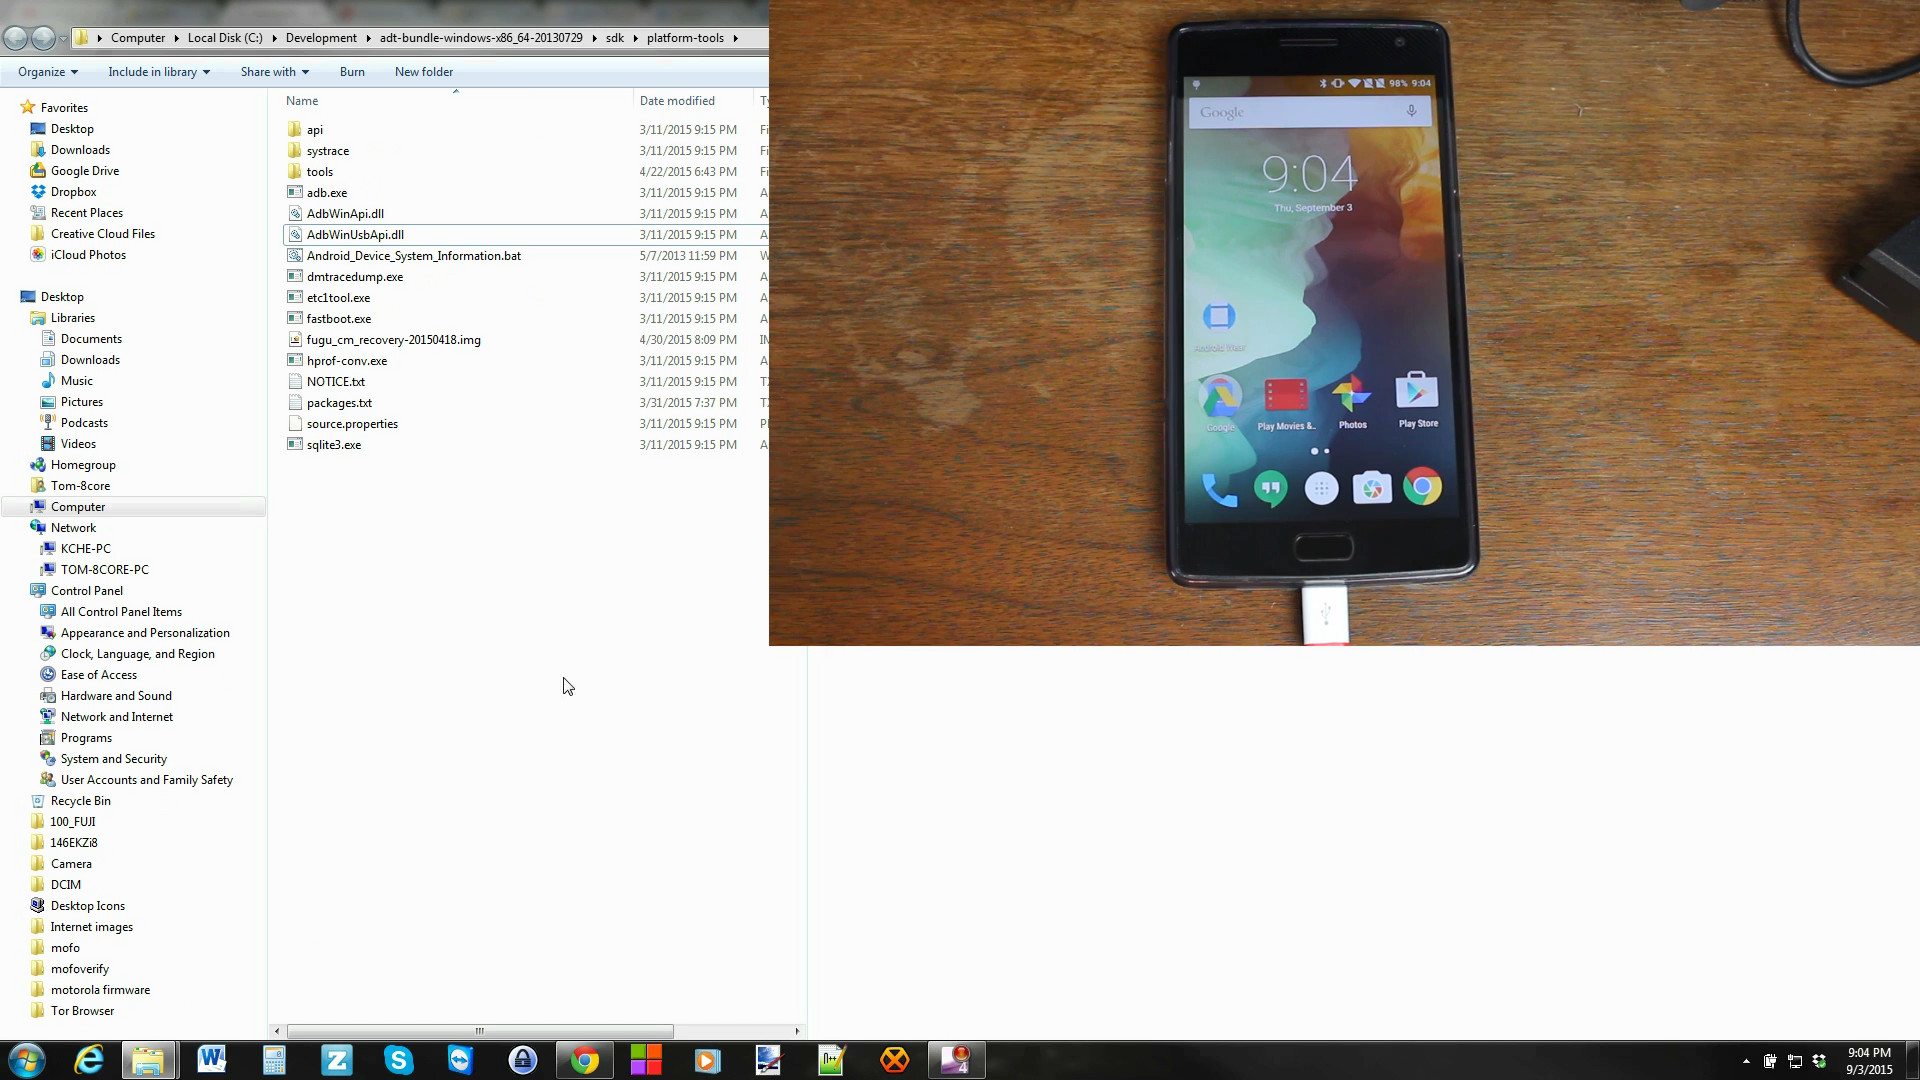 Computer Local Disk (C:) Development adt-bundle-windows-x86_64-20130729 sdk platform-tools
Organize Include in library Share with Burn New folder
Name Date modified Ty
Favorites
Desktop
Downloads
Google Drive
Dropbox
Recent Places
Creative Cloud Files
iCloud Photos
Desktop
Libraries
Documents
Downloads
Music
Pictures
Podcasts
Videos
Homegroup
Tom-8core
Computer
Network
KCHE-PC
TOM-8CORE-PC
Control Panel
All Control Panel Items
Appearance and Personalization
Clock, Language, and Region
Ease of Access
Hardware and Sound
Network and Internet
Programs
System and Security
User Accounts and Family Safety
Recycle Bin
100_FUJI
146EKZi8
Camera
DCIM
Desktop Icons
Internet images
mofo
mofoverify
motorola firmware
Tor Browser
api 3/11/2015 9:15 PM Fi
systrace 3/11/2015 9:15 PM Fi
tools 4/22/2015 6:43 PM Fi
adb.exe 3/11/2015 9:15 PM A
AdbWinApi.dll 3/11/2015 9:15 PM A
AdbWinUsbApi.dll 3/11/2015 9:15 PM A
Android_Device_System_Information.bat 5/7/2013 11:59 PM W
dmtracedump.exe 3/11/2015 9:15 PM A
etc1tool.exe 3/11/2015 9:15 PM A
fastboot.exe 3/11/2015 9:15 PM A
fugu_cm_recovery-20150418.img 4/30/2015 8:09 PM IM
hprof-conv.exe 3/11/2015 9:15 PM A
NOTICE.txt 3/11/2015 9:15 PM T
packages.txt 3/31/2015 7:37 PM T
source.properties 3/11/2015 9:15 PM P
sqlite3.exe 3/11/2015 9:15 PM A
98% 9:04
Google
9:04
Thu, September 3
Android Wear
Google Play Movies &.. Photos Play Store
4
9:04 PM
9/3/2015